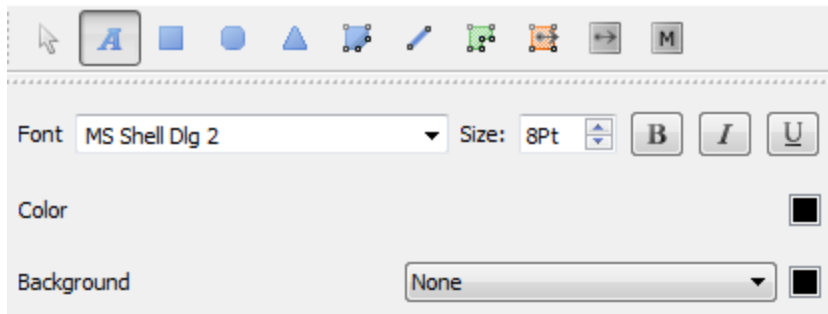 A M
Font MS Shell Dlg 2 Size: 8Pt B I U
Color
Background None